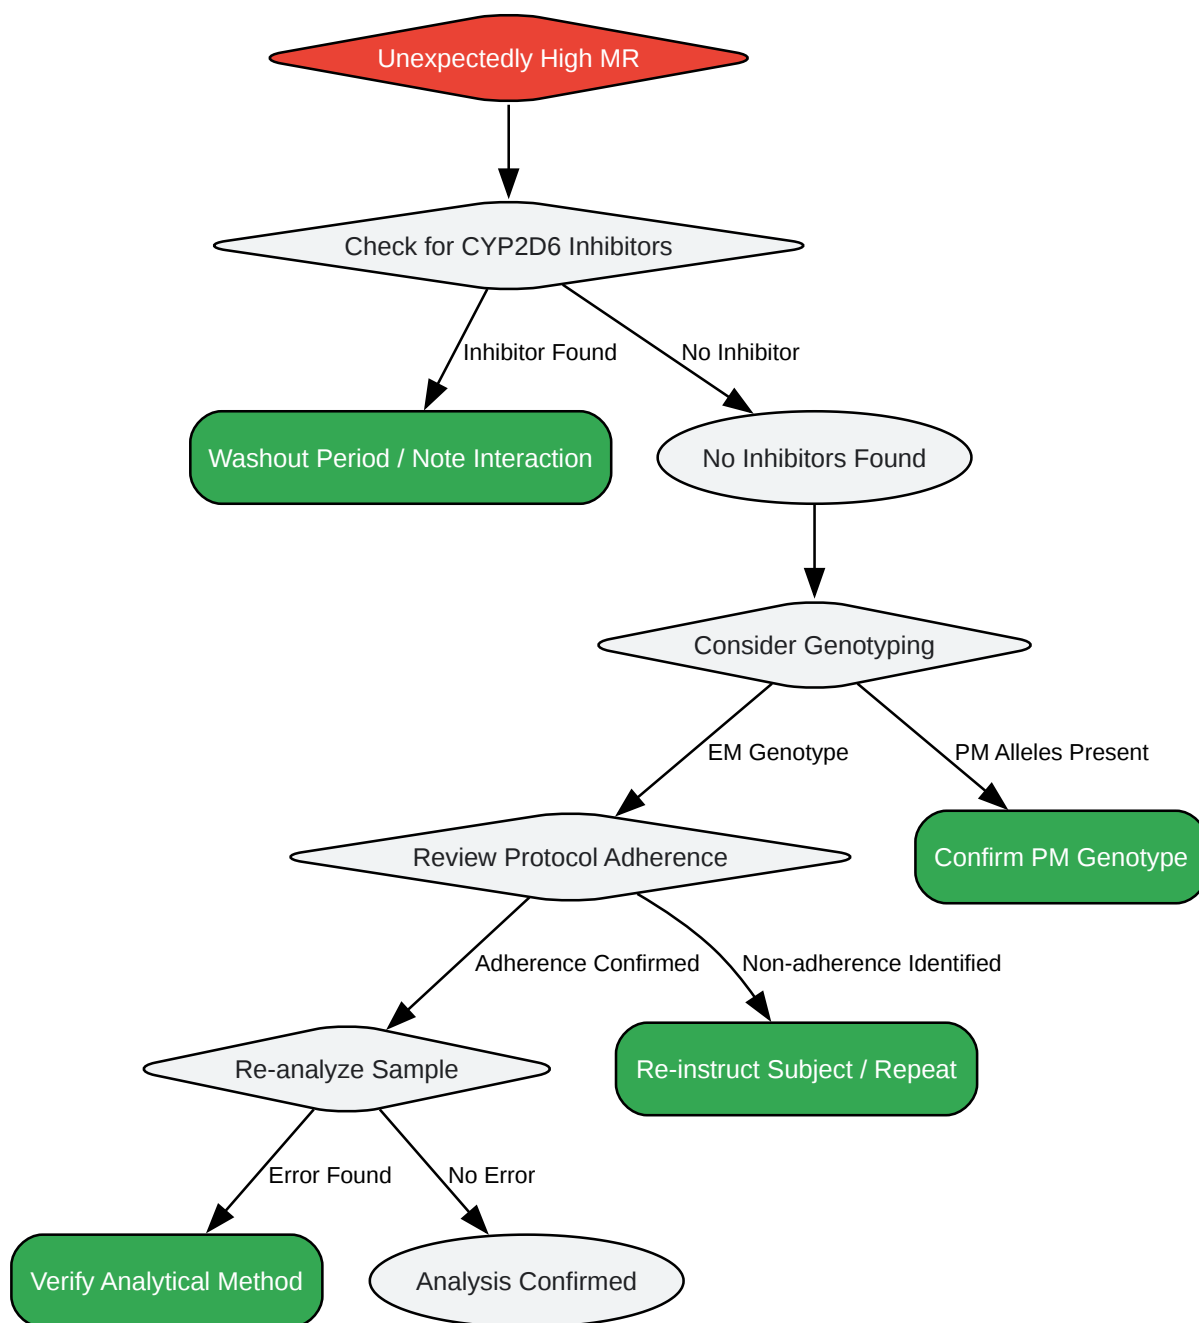 Unexpectedly High MR
Check for CYP2D6 Inhibitors
Inhibitor Found
No Inhibitor
Washout Period / Note Interaction
No Inhibitors Found
Consider Genotyping
EM Genotype
PM Alleles Present
Review Protocol Adherence
Confirm PM Genotype
Adherence Confirmed
Non-adherence Identified
Re-analyze Sample
Re-instruct Subject / Repeat
Error Found
No Error
Verify Analytical Method
Analysis Confirmed